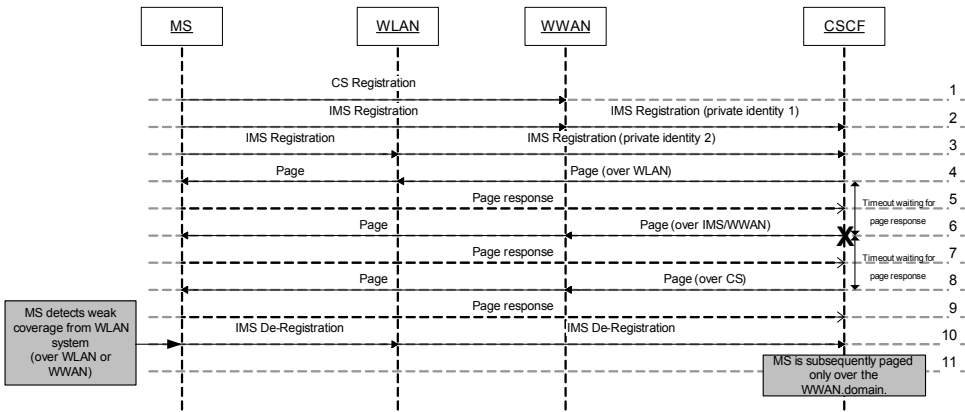 MS
WLAN
WWAN
CSCF
CS Registration
1
IMS Registration
IMS Registration (private identity 1)
2
IMS Registration
IMS Registration (private identity 2)
3
Page
Page (over WLAN)
4
Page response
5
Timeout waiting for
page response
Page
Page (over IMS/WWAN)
X
6
Page response
7
Timeout waiting for
page response
Page
Page (over CS)
8
Page response
9
MS detects weak
coverage from WLAN
system
(over WLAN or
WWAN)
IMS De-Registration
IMS De-Registration
10
11
MS is subsequently paged
only over the
WWAN domain.